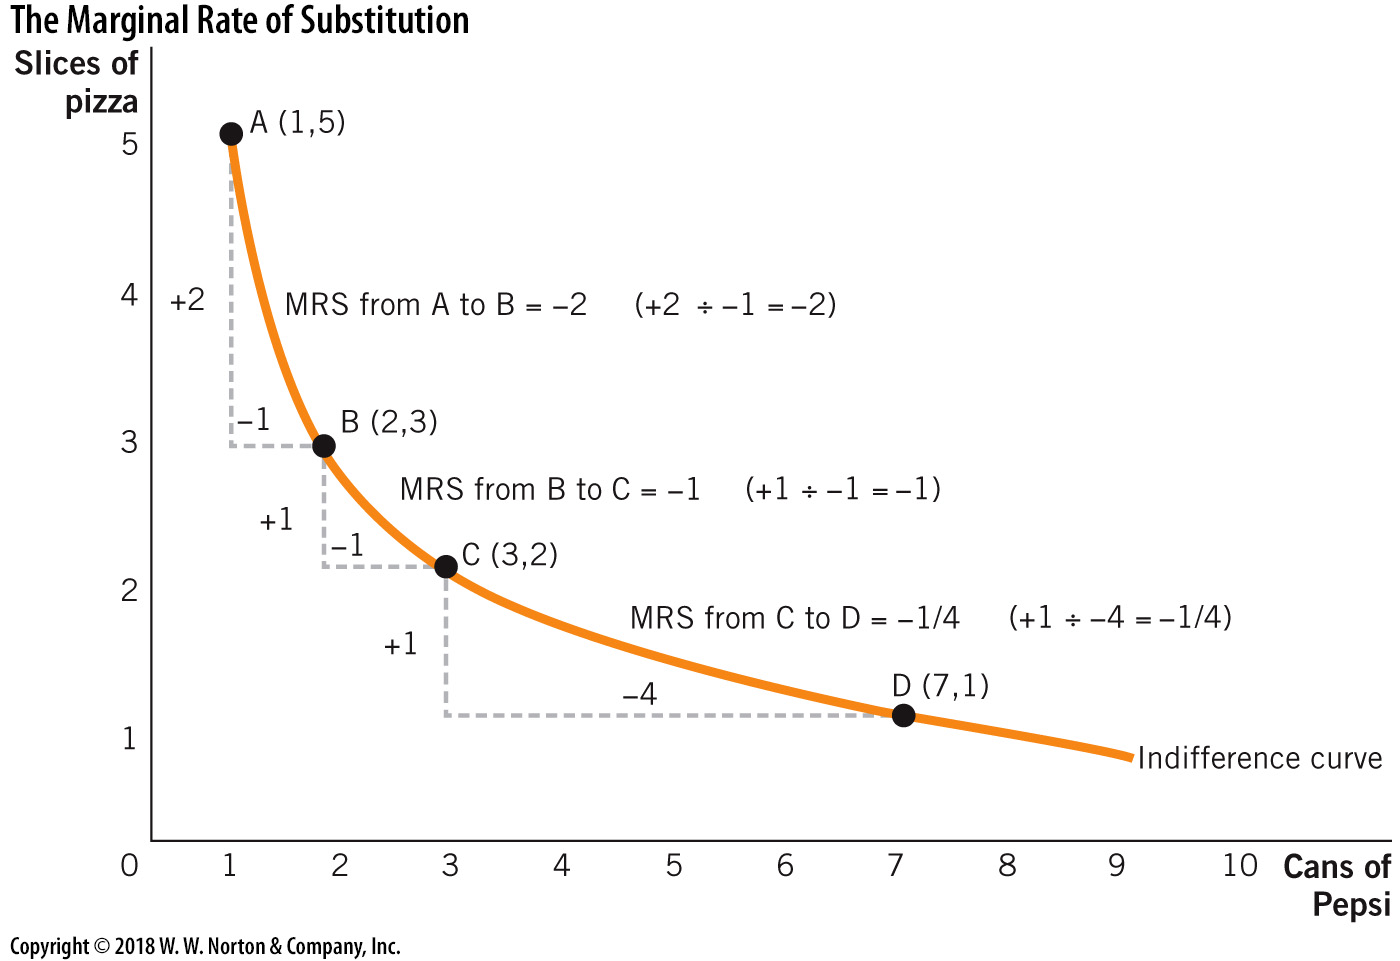 The Marginal Rate of Substitution
Slices of
pizza
5
A (1,5)
4
+2
MRS from A to B = –2 (+2 ÷ –1 = –2)
–1
B (2,3)
3
MRS from B to C = –1 (+1 ÷ –1 = –1)
+1
–1
C (3,2)
2
MRS from C to D = –1/4 (+1 ÷ –4 = –1/4)
+1
–4
D (7,1)
1
Indifference curve
0 1 2 3 4 5 6 7 8 9 10 Cans of
Pepsi
Copyright © 2018 W. W. Norton & Company, Inc.